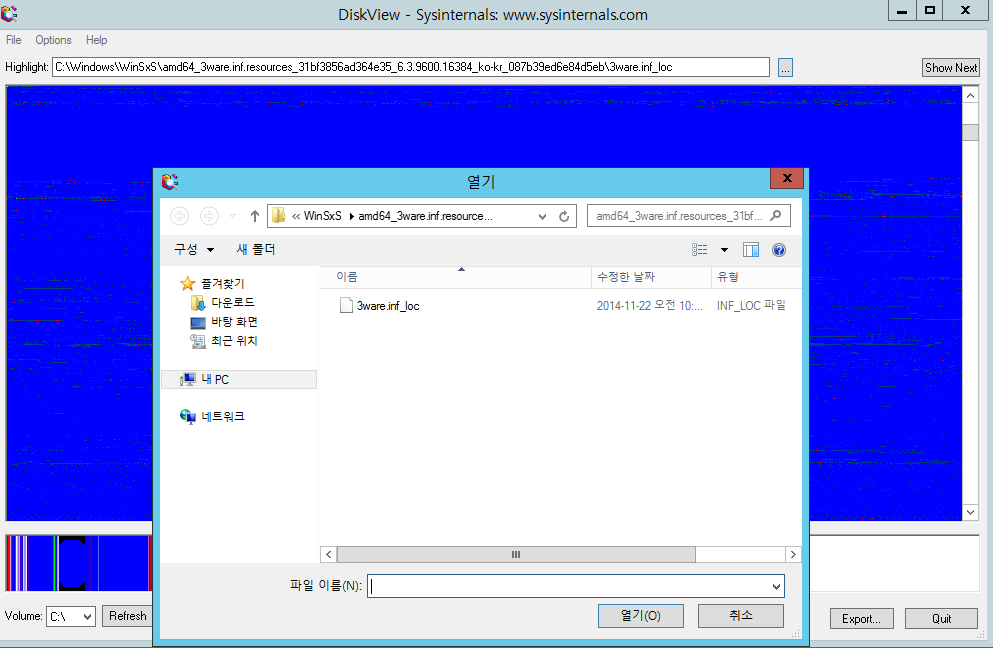 DiskView - Sysinternals: www.sysinternals.com
File Options Help
Highlight: C:\Windows\WinSxS\amd64_3ware.inf.resources_31bf3856ad364e35_6.3.9600.16384_ko-kr_087b39ed6e84d5eb\3ware.inf_loc ... Show Next
열기
« WinSxS amd64_3ware.inf.resource... amd64_3ware.inf.resources_31bf...
구성 새 폴더
이름 수정한 날짜 유형
즐겨찾기
다운로드
바탕 화면
최근 위치
내 PC
네트워크
3ware.inf_loc 2014-11-22 오전 10:... INF_LOC 파일
파일 이름(N):
열기(O) 취소
Volume: C:\ Refresh Export... Quit